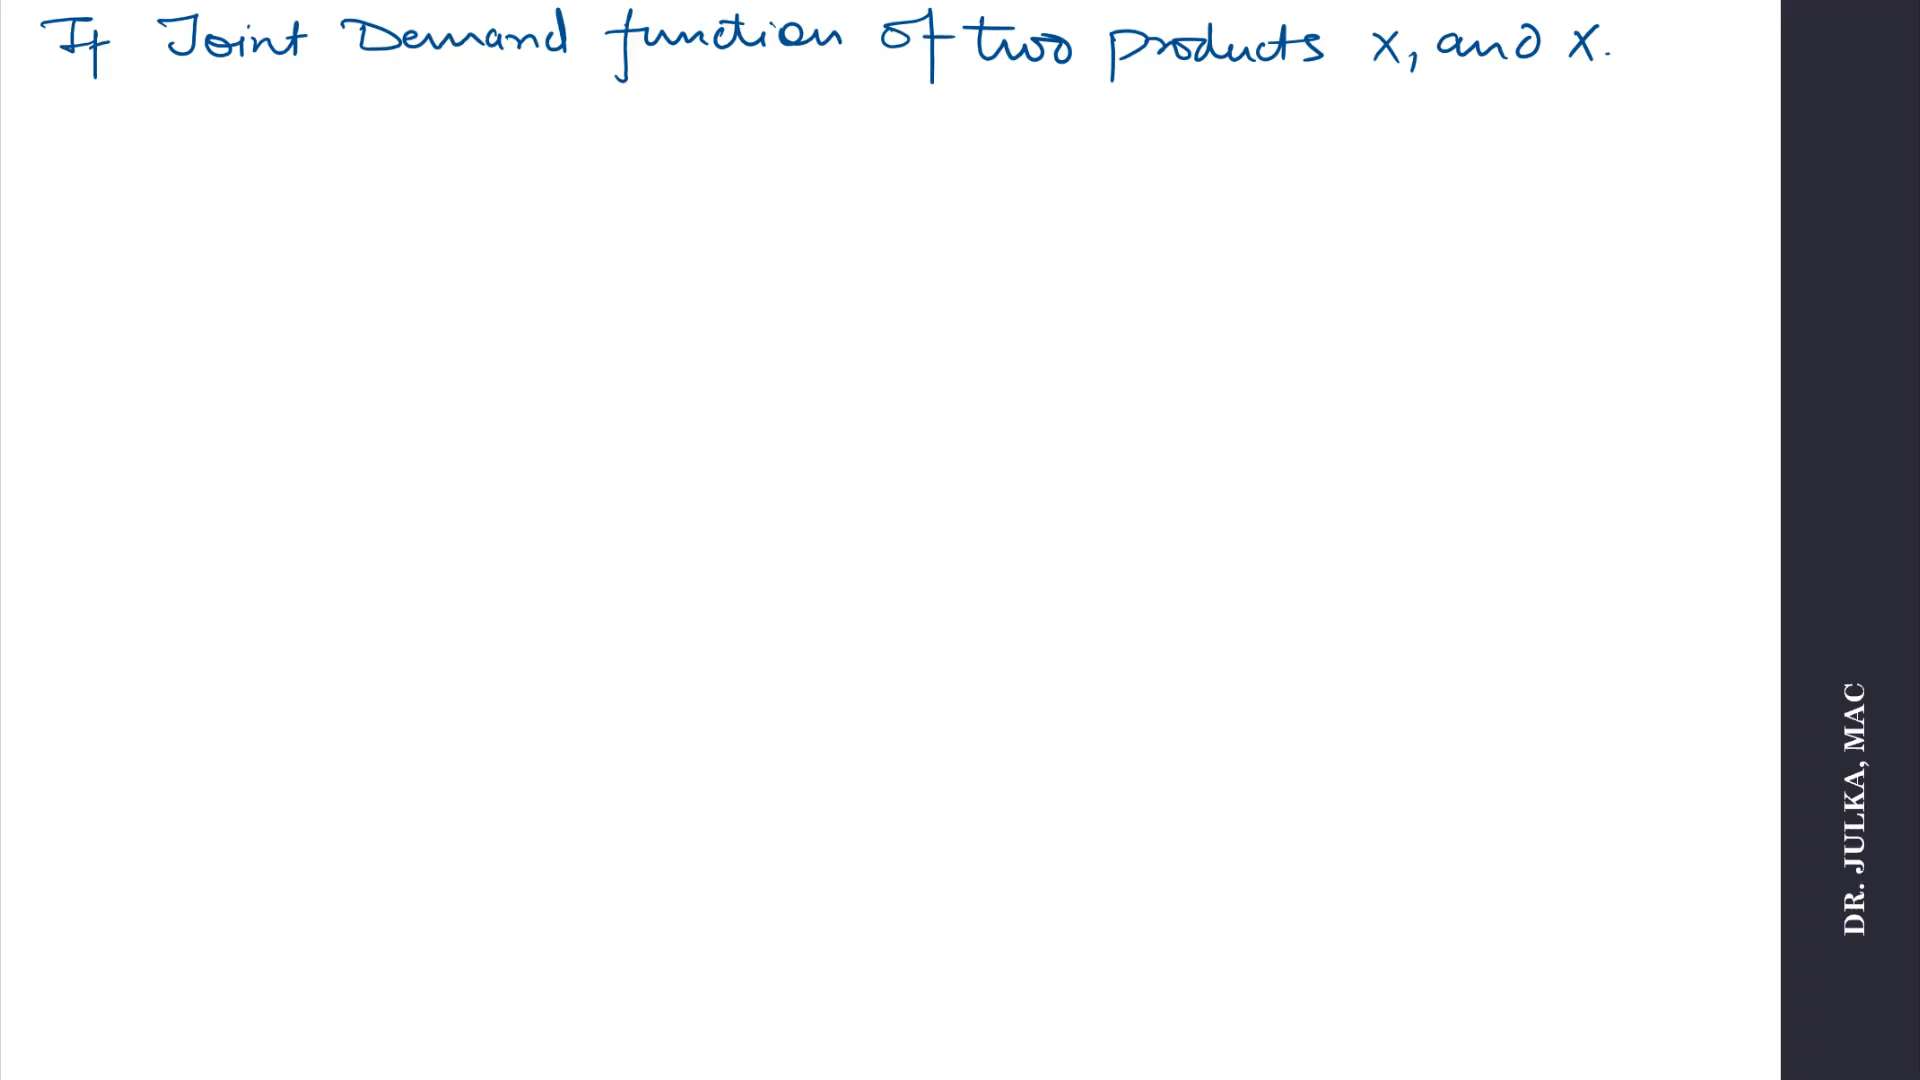 If Joint Demand function of two products x, and x.
DR. JULKA, MAC